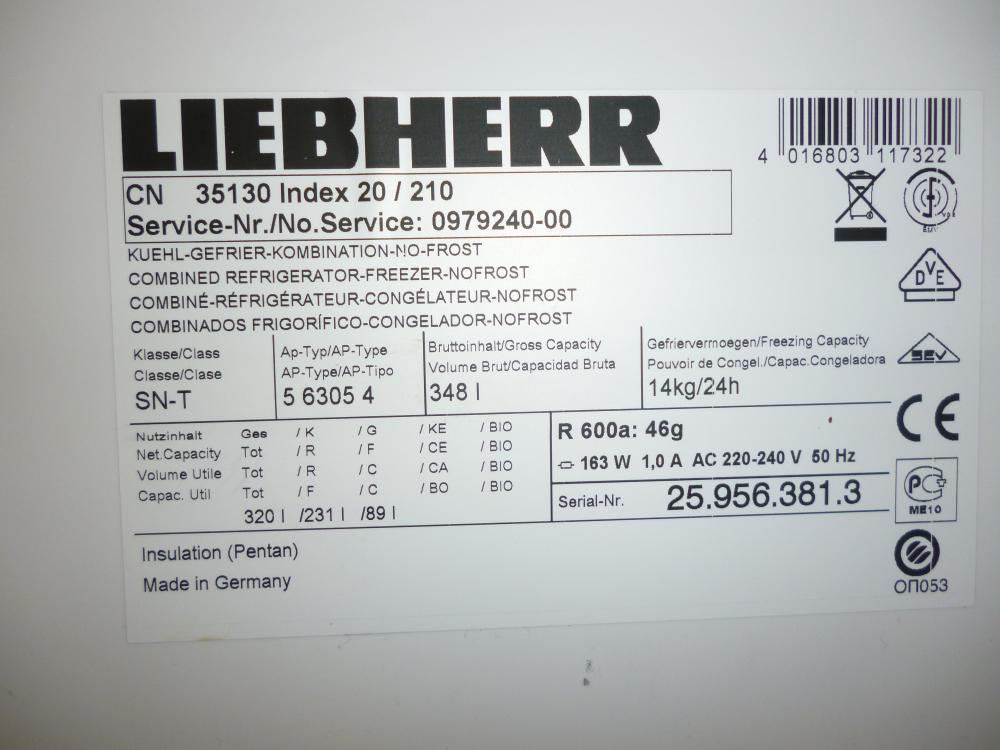 LIEBHERR
4 016803 117322
CN 35130 Index 20 / 210
Service-Nr./No.Service: 0979240-00
KUEHL-GEFRIER-KOMBINATION-NO-FROST
COMBINED REFRIGERATOR-FREEZER-NOFROST
COMBINÉ-RÉFRIGÉRATEUR-CONGÉLATEUR-NOFROST
COMBINADOS FRIGORÍFICO-CONGELADOR-NOFROST
DVE
SEV
Klasse/Class
Classe/Clase
SN-T
Ap-Typ/AP-Type
AP-Type/AP-Tipo
5 6305 4
Bruttoinhalt/Gross Capacity
Volume Brut/Capacidad Bruta
348 l
Gefriervermoegen/Freezing Capacity
Pouvoir de Congel./Capac.Congeladora
14kg/24h
CE
Nutzinhalt Ges / K / G / KE / BIO
Net.Capacity Tot / R / F / CE / BIO
Volume Utile Tot / R / C / CA / BIO
Capac. Util Tot / F / C / BO / BIO
320 l /231 l /89 l
R 600a: 46g
163 W 1,0 A AC 220-240 V 50 Hz
Serial-Nr. 25.956.381.3
ME10
ОП053
Insulation (Pentan)
Made in Germany